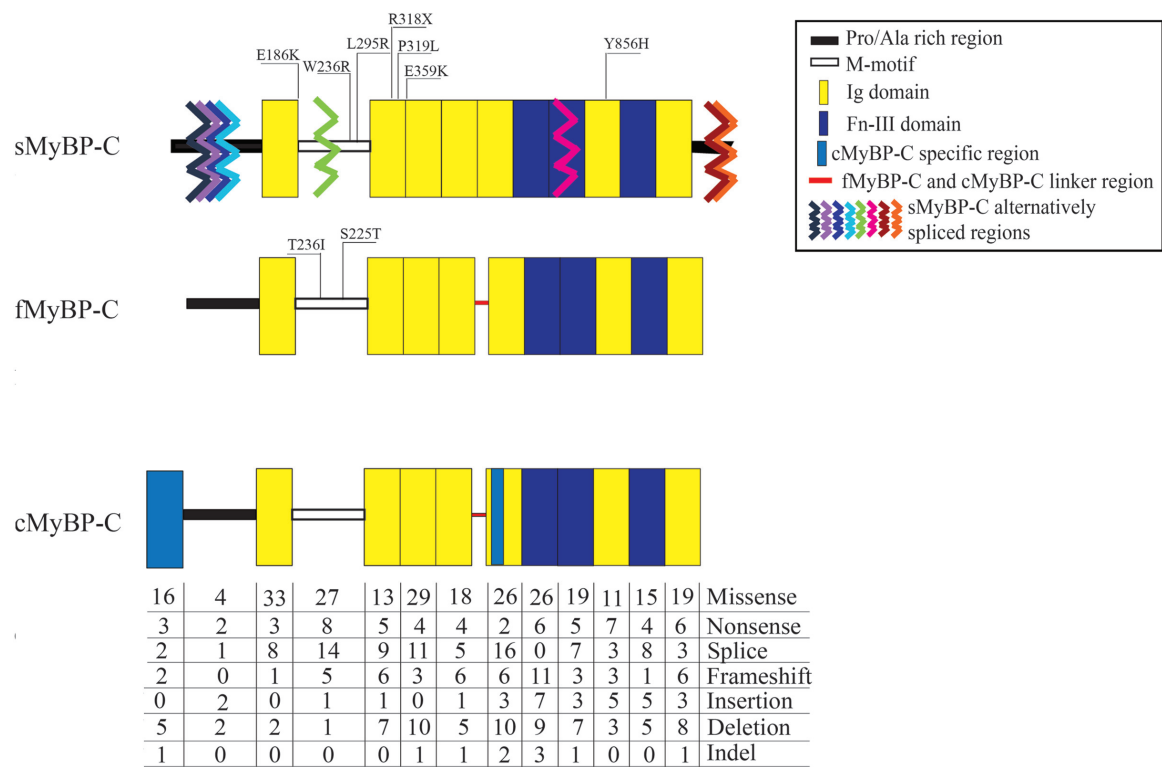 R318X
L295R
P319L
E186K
W236R
E359K
Y856H
sMyBP-C
Pro/Ala rich region
M-motif
Ig domain
Fn-III domain
cMyBP-C specific region
fMyBP-C and cMyBP-C linker region
sMyBP-C alternatively
spliced regions
S225T
T236I
fMyBP-C
cMyBP-C
16 4 33 27 13 29 18 26 26 19 11 15 19 Missense
3 2 3 8 5 4 4 2 6 5 7 4 6 Nonsense
2 1 8 14 9 11 5 16 0 7 3 8 3 Splice
2 0 1 5 6 3 6 6 11 3 3 1 6 Frameshift
0 2 0 1 1 0 1 3 7 3 5 5 3 Insertion
5 2 2 1 7 10 5 10 9 7 3 5 8 Deletion
1 0 0 0 0 1 1 2 3 1 0 0 1 Indel